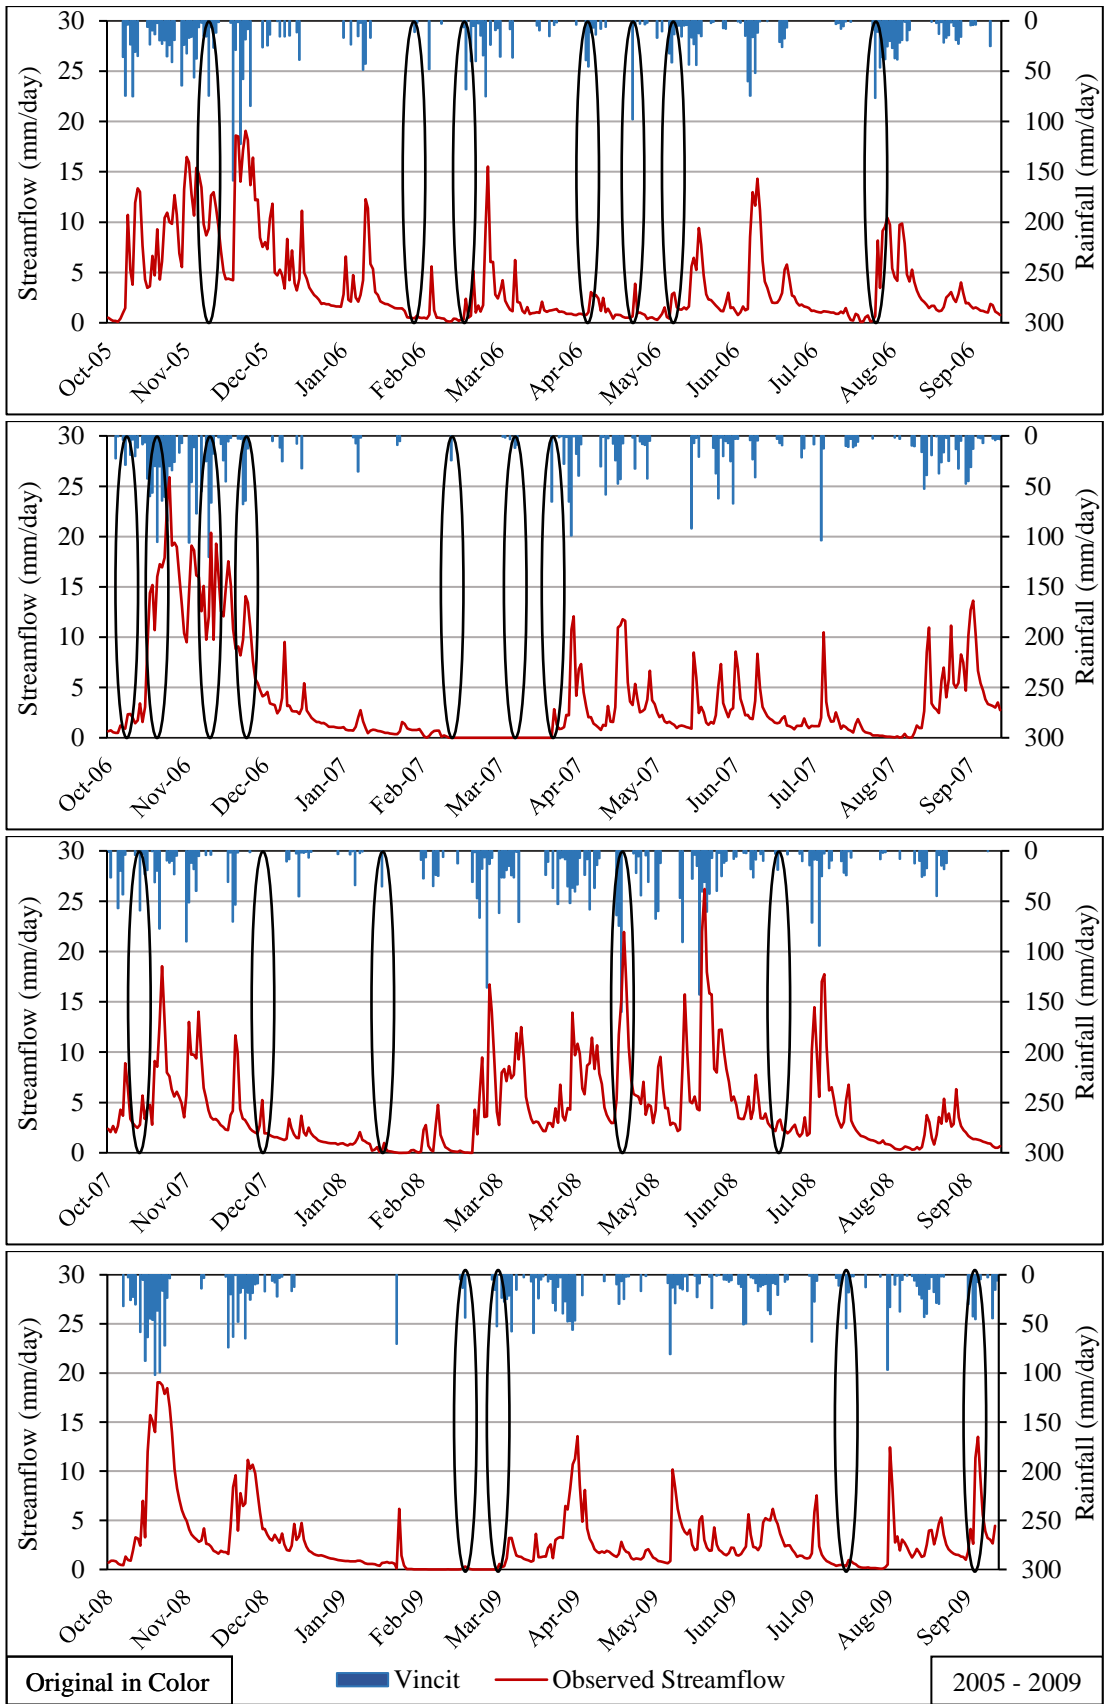 30
25
20
15
10
5
0
Streamflow (mm/day)
0
50
100
150
200
250
300
Rainfall (mm/day)
Oct-05
Nov-05
Dec-05
Jan-06
Feb-06
Mar-06
Apr-06
May-06
Jun-06
Jul-06
Aug-06
Sep-06
30
25
20
15
10
5
0
Streamflow (mm/day)
0
50
100
150
200
250
300
Rainfall (mm/day)
Oct-06
Nov-06
Dec-06
Jan-07
Feb-07
Mar-07
Apr-07
May-07
Jun-07
Jul-07
Aug-07
Sep-07
30
25
20
15
10
5
0
Streamflow (mm/day)
0
50
100
150
200
250
300
Rainfall (mm/day)
Oct-07
Nov-07
Dec-07
Jan-08
Feb-08
Mar-08
Apr-08
May-08
Jun-08
Jul-08
Aug-08
Sep-08
30
25
20
15
10
5
0
Streamflow (mm/day)
0
50
100
150
200
250
300
Rainfall (mm/day)
Oct-08
Nov-08
Dec-08
Jan-09
Feb-09
Mar-09
Apr-09
May-09
Jun-09
Jul-09
Aug-09
Sep-09
Original in Color
Vincit
Observed Streamflow
2005 - 2009